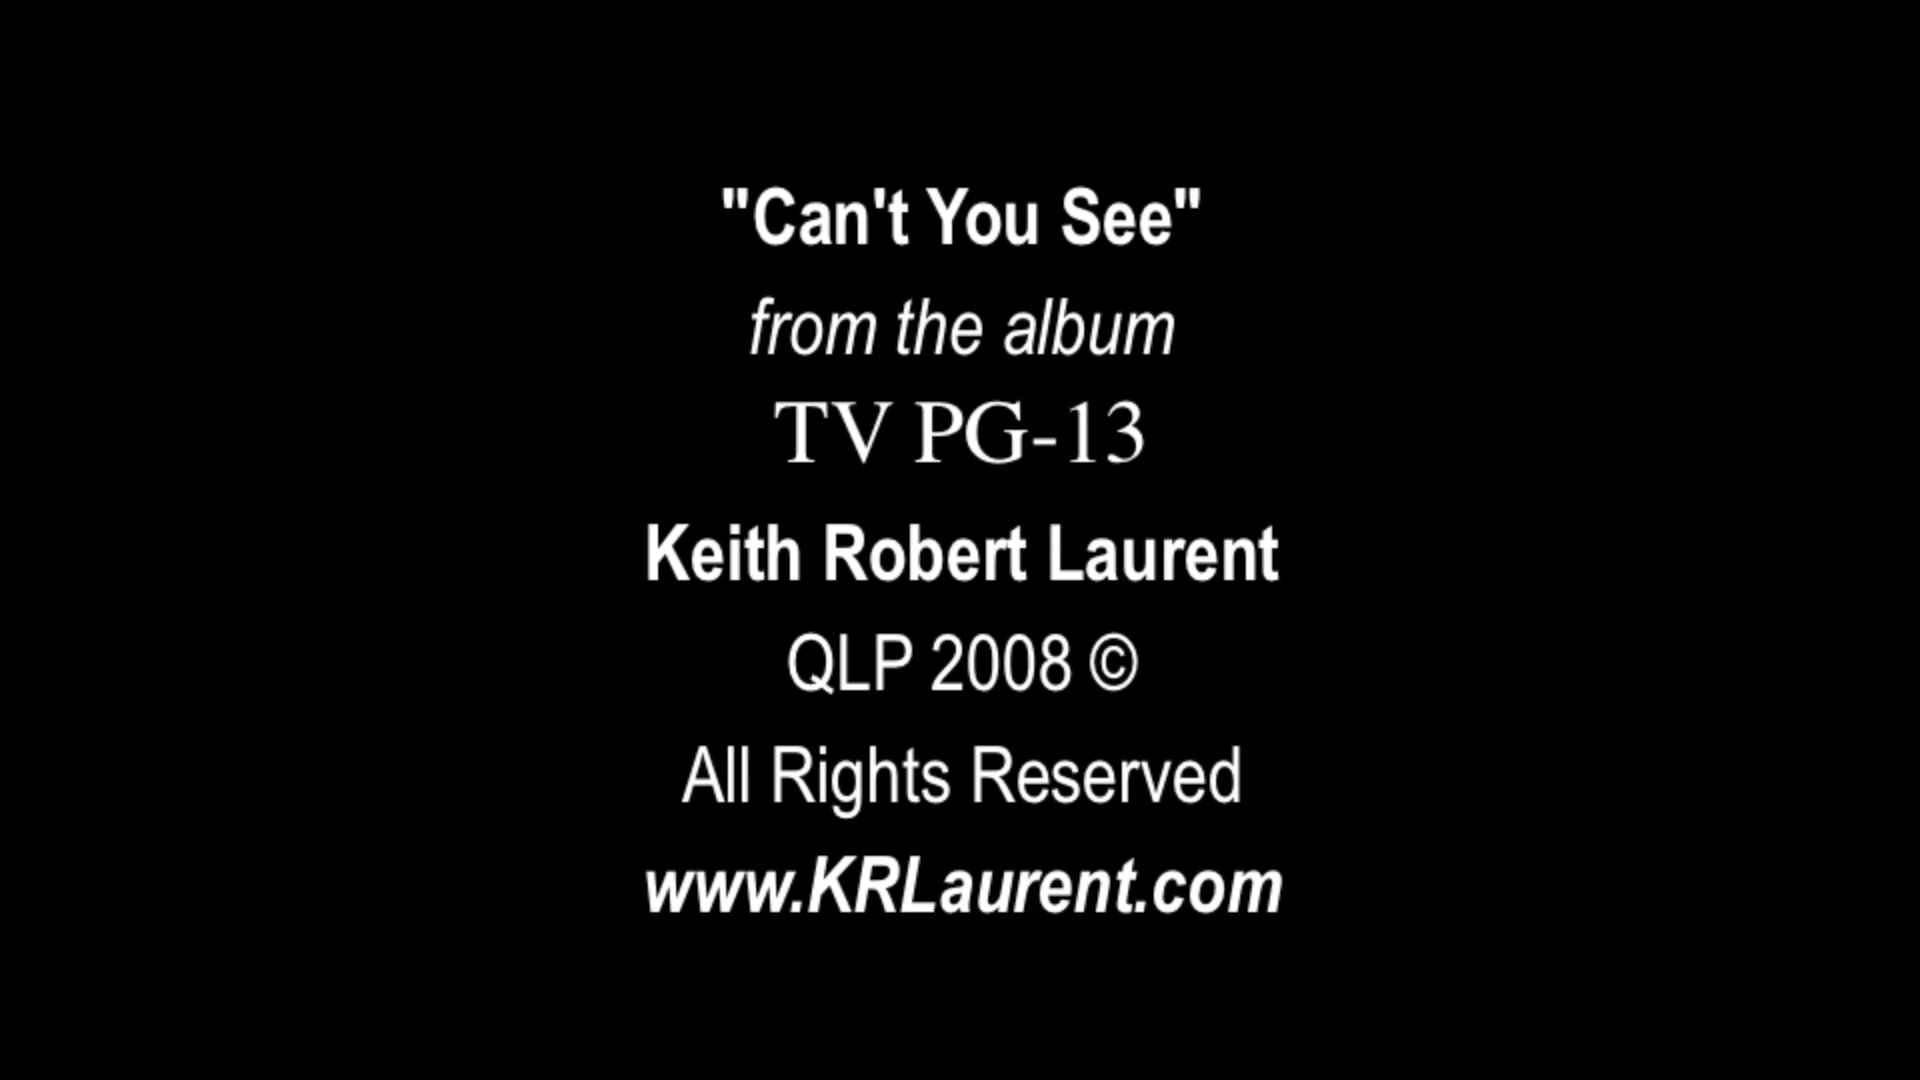 "Can't You See"
from the album
TV PG-13
Keith Robert Laurent
QLP 2008 ©
All Rights Reserved
www.KRLaurent.com